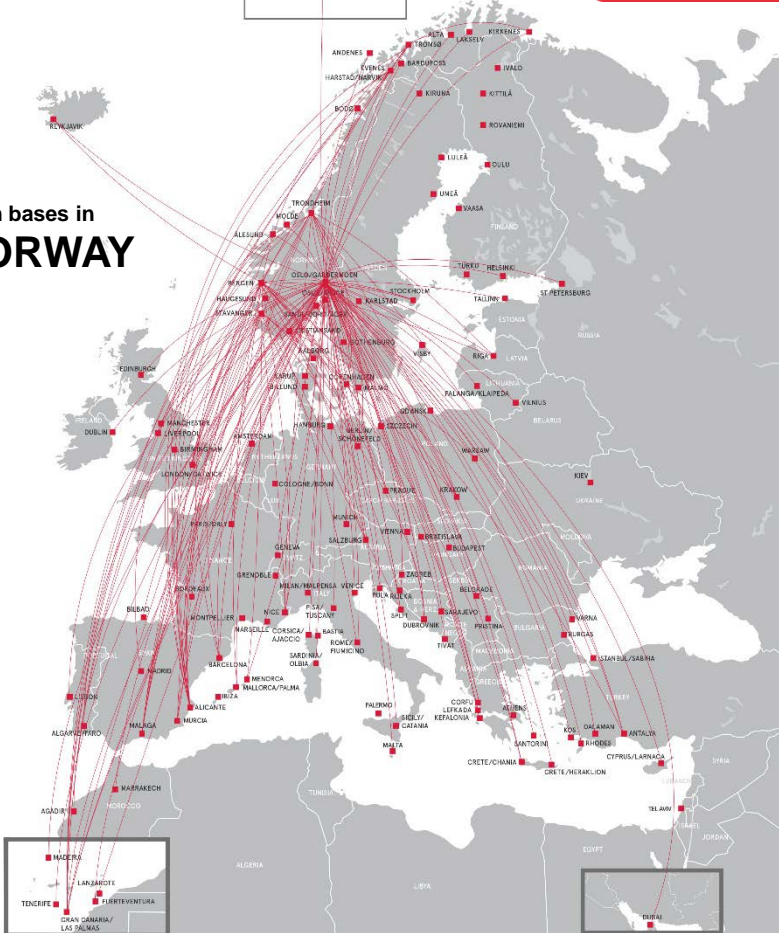 ALTA
LAKSELV
KIRKENES
TROMSØ
ANDENES
BARDUFOSS
EVENES
HARSTAD/NARVIK
IVALO
KIRUNA
KITTILÄ
BODØ
REYKJAVIK
ROVANIEMI
LULEÅ
OULU
UMEÅ
VAASA
TRONDHEIM
MOLDE
ÅLESUND
FINLAND
bases in
ORWAY
OSLO/GARDERMOEN
TURKU
HELSINKI
BERGEN
STOCKHOLM
ST PETERSBURG
HAUGESUND
KARLSTAD
TALLINN
STAVANGER
ESTONIA
RUSSIA
GOTHENBURG
VISBY
RIGA
LATVIA
AALBORG
EDINBURGH
KARUP
COPENHAGEN
BILLUND
MALMÖ
LITHUANIA
PALANGA/KLAIPEDA
VILNIUS
GDANSK
IRELAND
MANCHESTER
BELARUS
DUBLIN
LIVERPOOL
HAMBURG
BERLIN/
SCHÖNEFELD
SZCZECIN
AMSTERDAM
POLAND
BIRMINGHAM
WARSAW
LONDON/GATWICK
KIEV
COLOGNE/BONN
PRAGUE
KRAKOW
UKRAINE
PARIS/ORLY
MUNICH
VIENNA
BRATISLAVA
MOLDOVA
SALZBURG
BUDAPEST
GENEVA
ROMANIA
GRENOBLE
ZAGREB
MILAN/MALPENSA
VENICE
ITALY
PULA
RIJEKA
BELGRADE
BORDEAUX
BILBAO
MONTPELLIER
NICE
PISA/
TUSCANY
SPLIT
SARAJEVO
VARNA
MARSEILLE
CORSICA/
AJACCIO
BASTIA
DUBROVNIK
PRISTINA
BULGARIA
BURGAS
ROME/
FIUMICINO
TIVAT
BARCELONA
SARDINIA/
OLBIA
ISTANBUL/SABIHA
MADRID
MENORCA
MALLORCA/PALMA
LISBON
IBIZA
ALICANTE
PALERMO
CORFU
LEFKADA
KEFALONIA
ATHENS
TURKEY
ALGARVE/FARO
MALAGA
MURCIA
SICILY/
CATANIA
KOS
DALAMAN
ANTALYA
SANTORINI
RHODES
MALTA
CRETE/CHANIA
CRETE/HERAKLION
CYPRUS/LARNACA
SYRIA
MARRAKECH
TUNISIA
AGADIR
MOROCCO
TEL AVIV
ISRAEL
JORDAN
MADEIRA
ALGERIA
LIBYA
EGYPT
LANZAROTE
TENERIFE
FUERTEVENTURA
GRAN CANARIA/
LAS PALMAS
DUBAI